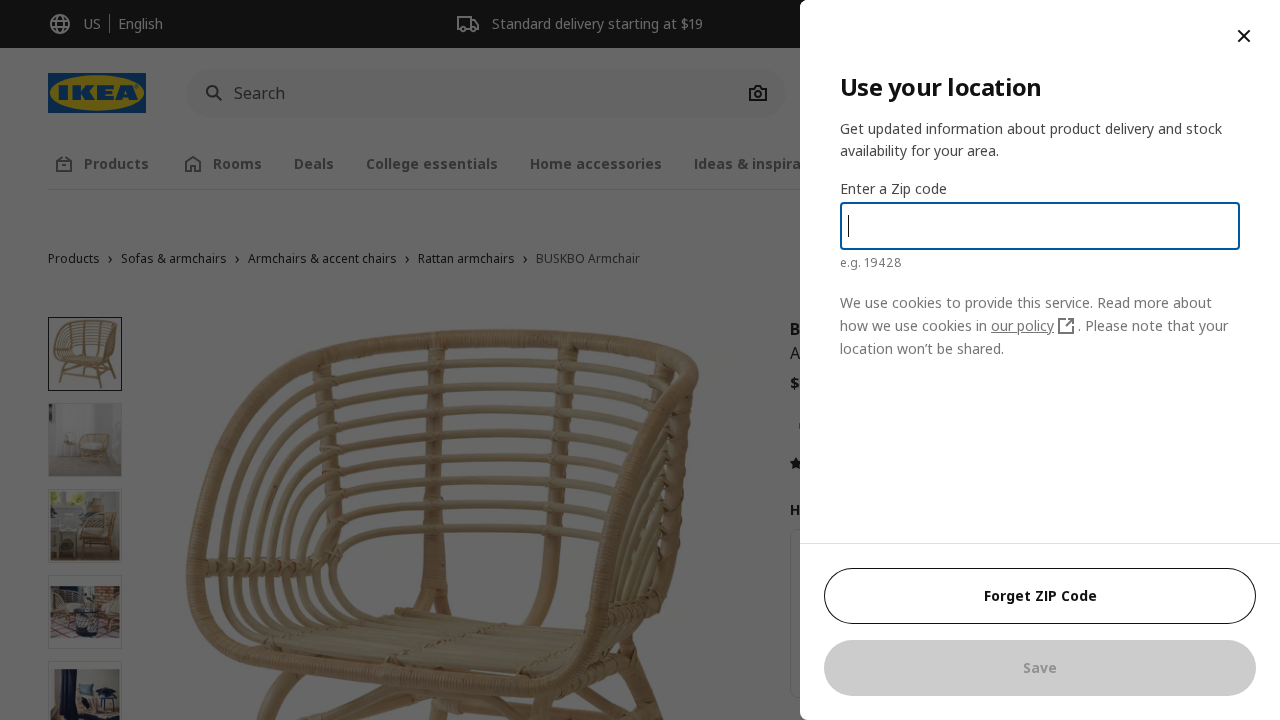 US
English
Standard delivery starting at $19
IKEA
Search
Products
Rooms
Deals
College essentials
Home accessories
Products › Sofas & armchairs › Armchairs & accent chairs › Rattan armchairs › BUSKBO Armchair
Use your location
Get updated information about product delivery and stock
availability for your area.
Enter a Zip code
e.g. 19428
We use cookies to provide this service. Read more about
how we use cookies in our policy . Please note that your
location won’t be shared.
Forget ZIP Code
Save